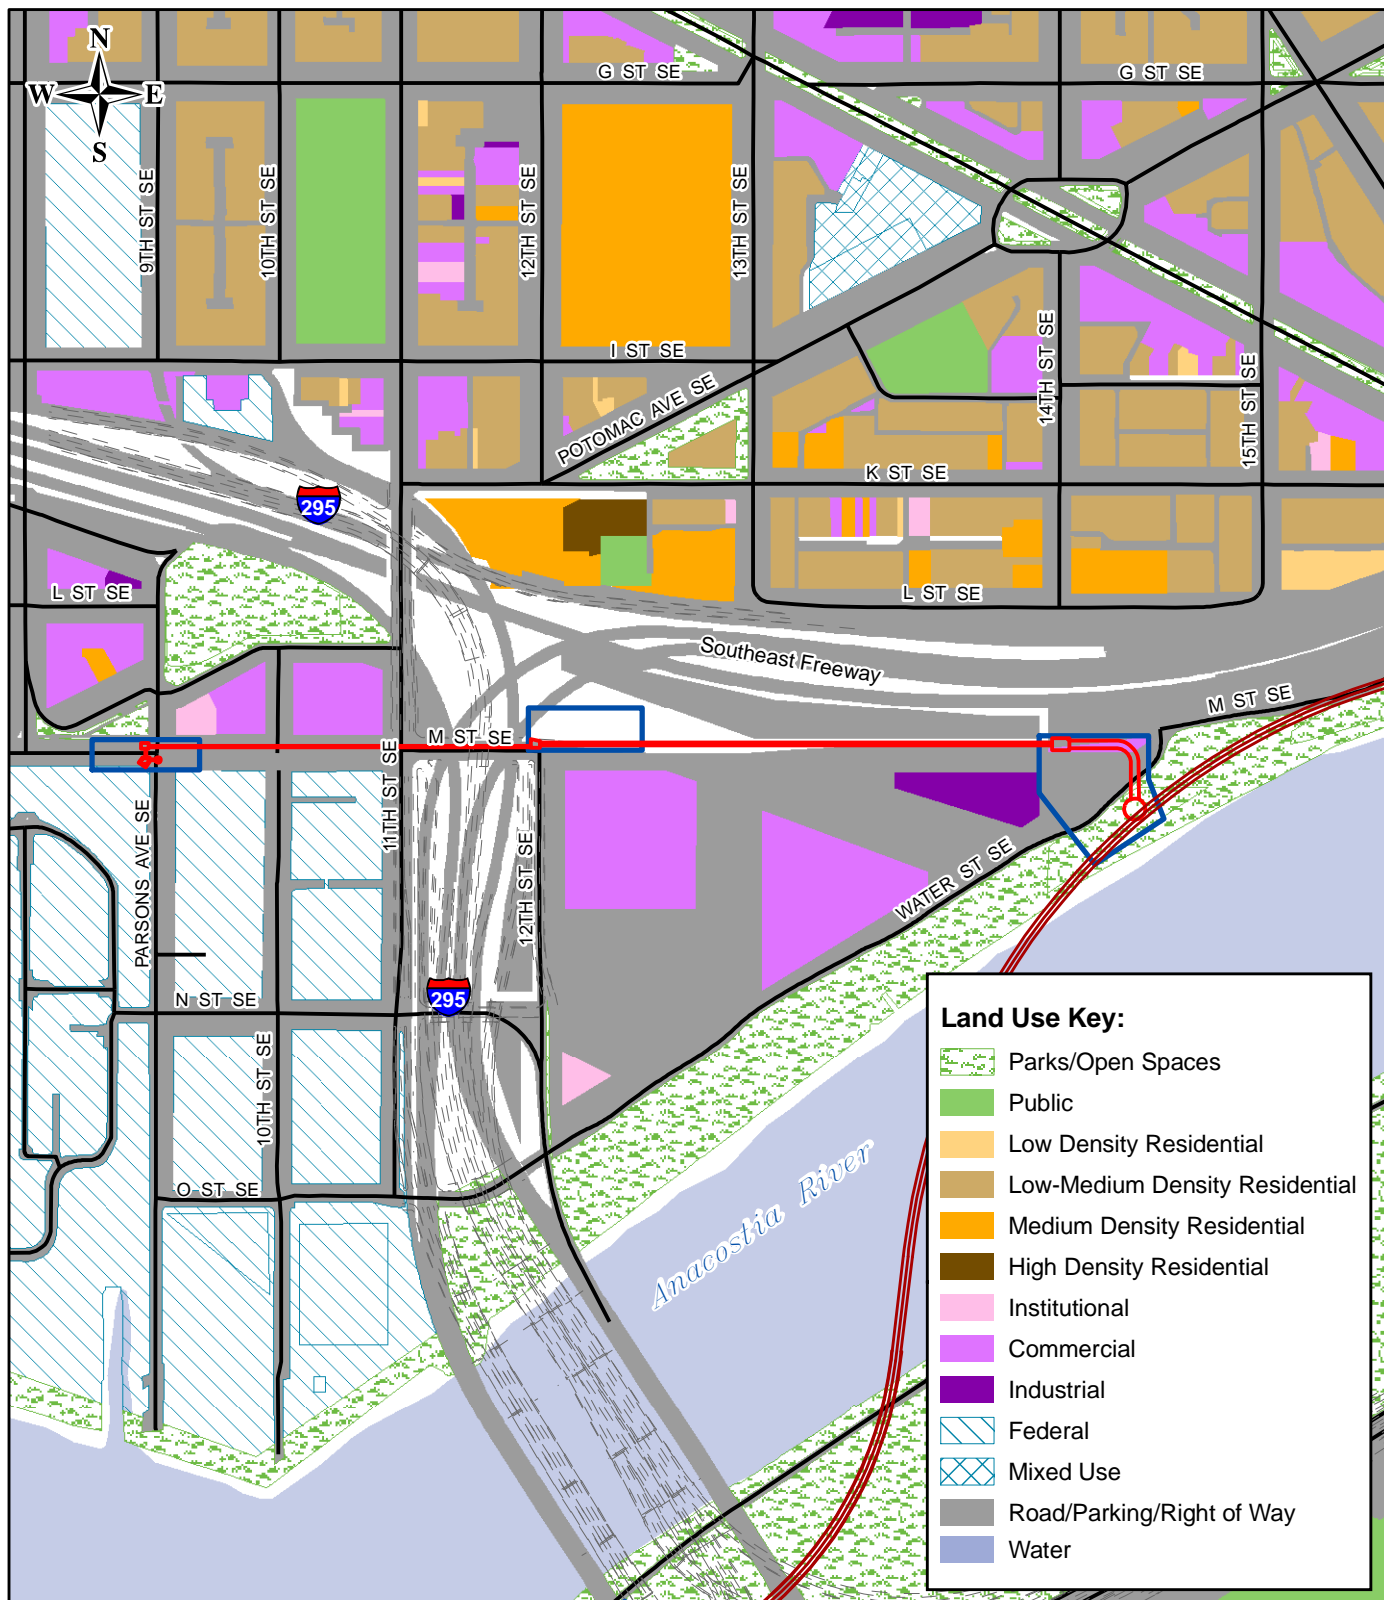 N
W E
S
G ST SE
G ST SE
9TH ST SE
10TH ST SE
12TH ST SE
13TH ST SE
14TH ST SE
15TH ST SE
I ST SE
POTOMAC AVE SE
K ST SE
295
L ST SE
L ST SE
Southeast Freeway
M ST SE
M ST SE
11TH ST SE
PARSONS AVE SE
12TH ST SE
WATER ST SE
295
N ST SE
10TH ST SE
O ST SE
Anacostia River
Land Use Key:
Parks/Open Spaces
Public
Low Density Residential
Low-Medium Density Residential
Medium Density Residential
High Density Residential
Institutional
Commercial
Industrial
Federal
Mixed Use
Road/Parking/Right of Way
Water